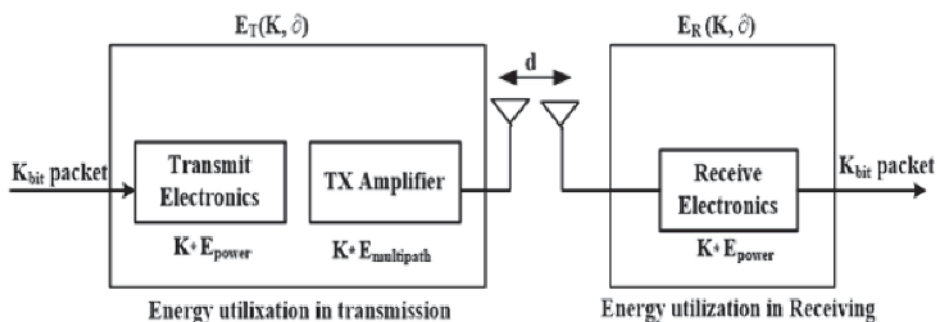 E_T(K, ∂̂)
E_R(K, ∂̂)
d
K_bit packet
Transmit
Electronics
TX Amplifier
Receive
Electronics
K_bit packet
K* E_power
K* E_multipath
K* E_power
Energy utilixation in transmission
Energy utilization in Receiving